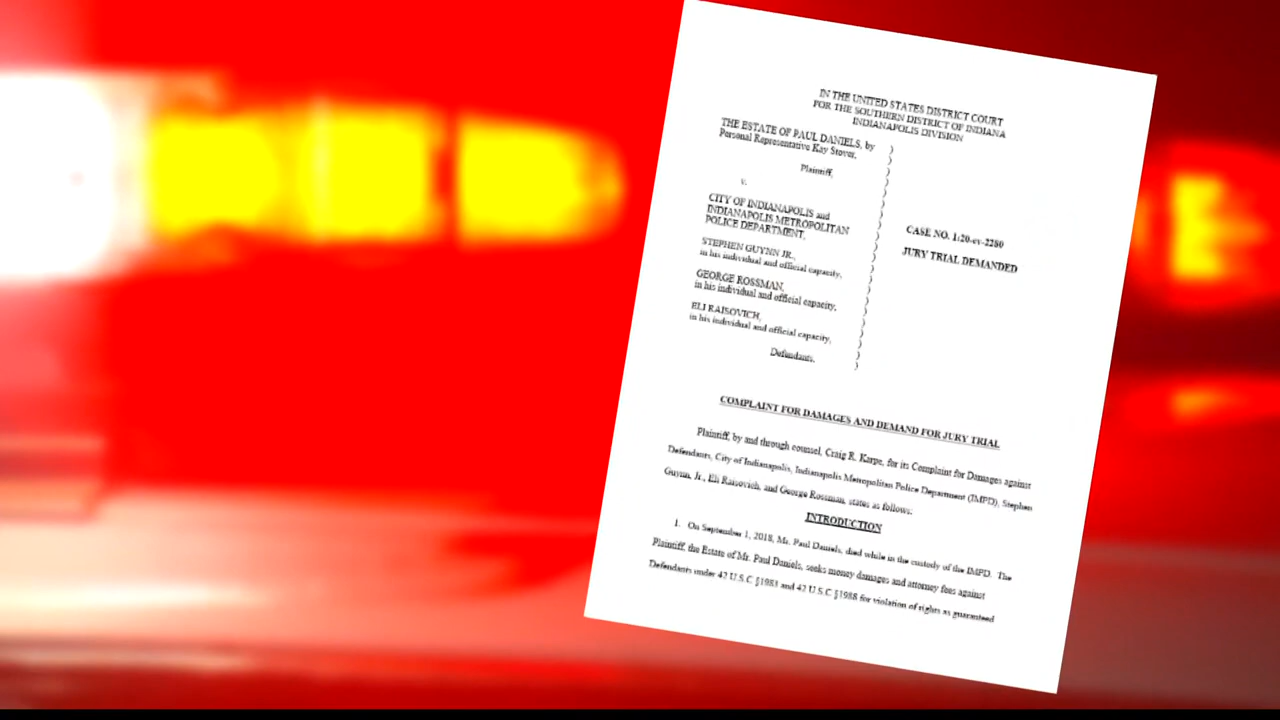 IN THE UNITED STATES DISTRICT COURT
FOR THE SOUTHERN DISTRICT OF INDIANA
INDIANAPOLIS DIVISION
THE ESTATE OF PAUL DANIELS, by
Personal Representative Kay Stover,
Plaintiff,
v.
CITY OF INDIANAPOLIS and
INDIANAPOLIS METROPOLITAN
POLICE DEPARTMENT,
STEPHEN GUYNN JR.,
in his individual and official capacity,
GEORGE ROSSMAN,
in his individual and official capacity,
ELI RAISOVICH,
in his individual and official capacity,
Defendants.
CASE NO. 1:20-cv-2280
JURY TRIAL DEMANDED
COMPLAINT FOR DAMAGES AND DEMAND FOR JURY TRIAL
Plaintiff, by and through counsel, Craig R. Karpe, for its Complaint for Damages against
Defendants, City of Indianapolis, Indianapolis Metropolitan Police Department (IMPD), Stephen
Guynn, Jr., Eli Raisovich, and George Rossman, states as follows:
INTRODUCTION
1. On September 1, 2018, Mr. Paul Daniels, died while in the custody of the IMPD. The
Plaintiff, the Estate of Mr. Paul Daniels, seeks money damages and attorney fees against
Defendants under 42 U.S.C §1983 and 42 U.S.C §1988 for violation of rights as guaranteed